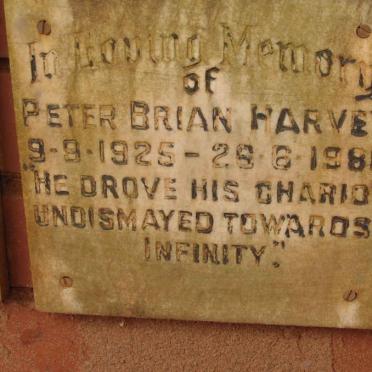 In Loving Memory
of
PETER BRIAN HARVE
9-9-1925 - 29-6-198
"HE DROVE HIS CHARIO
UNDISMAYED TOWARDS
INFINITY."